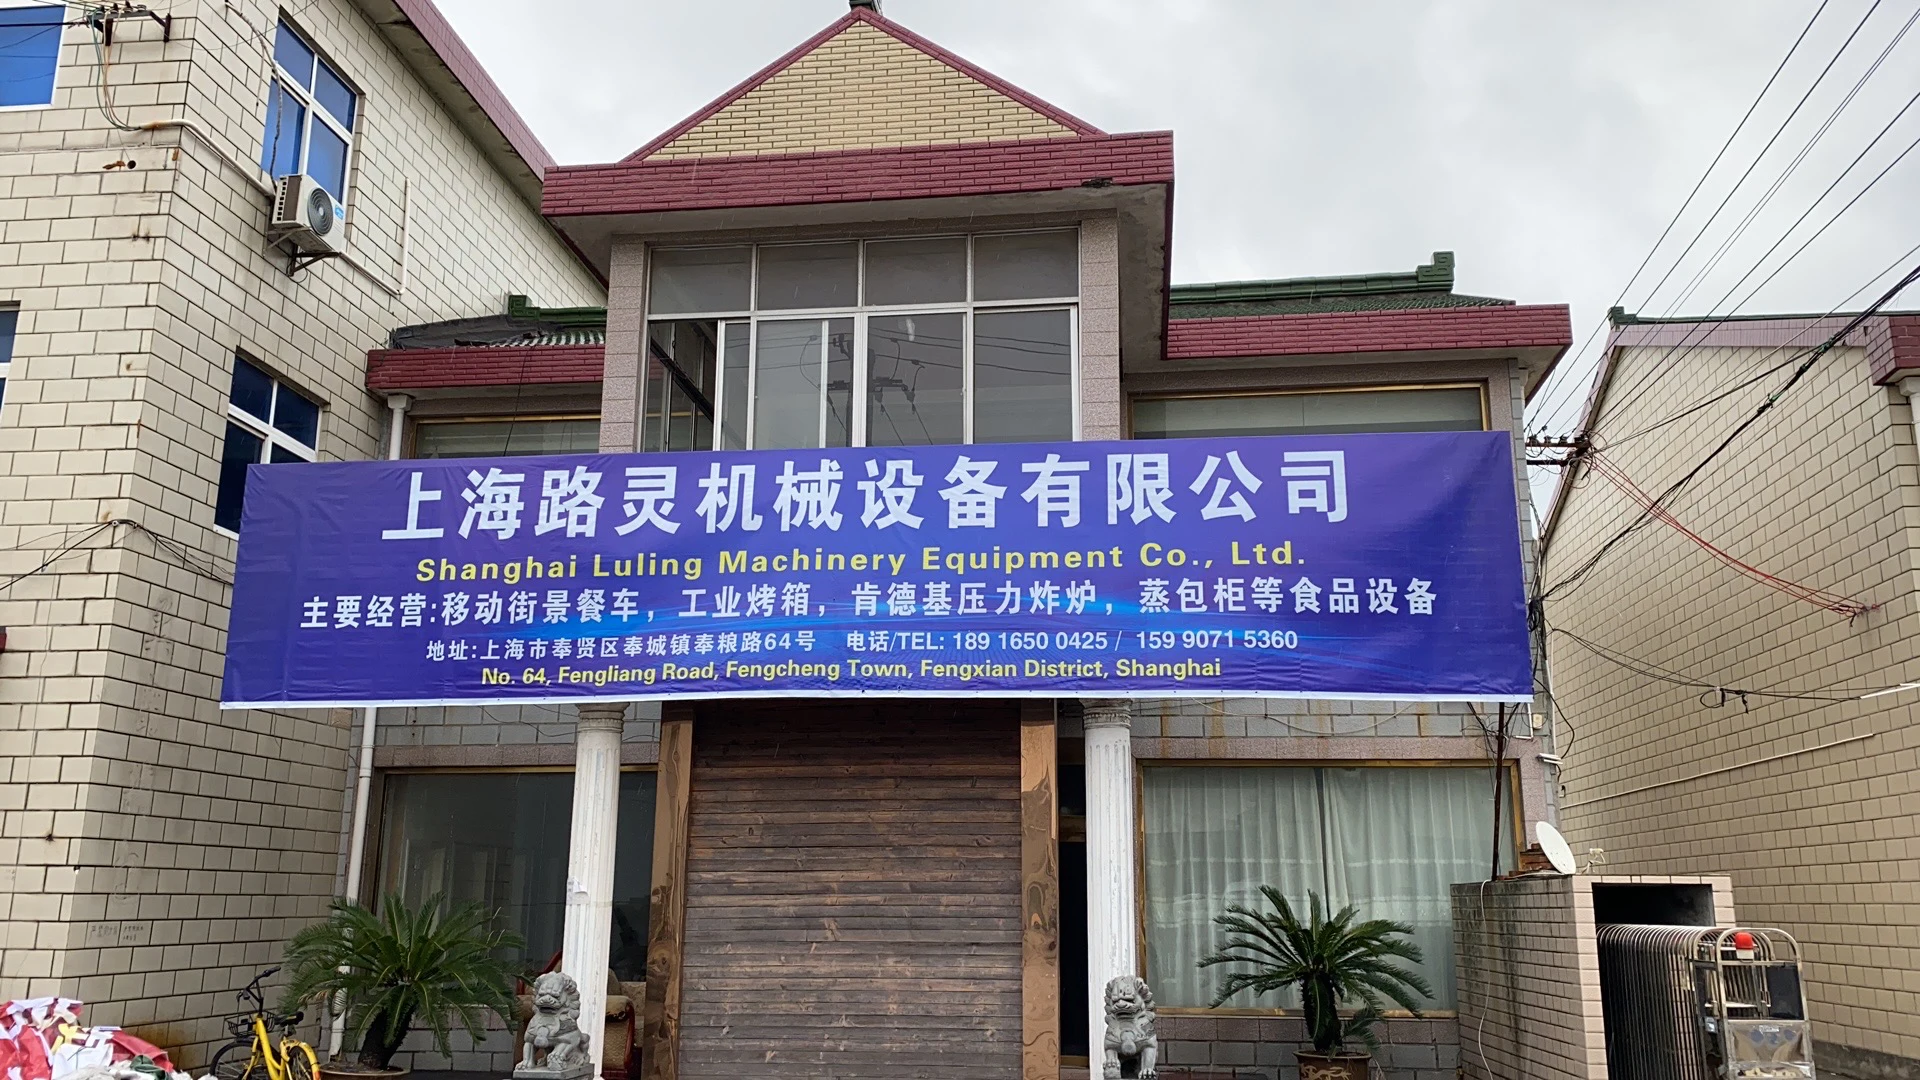 上海路灵机械设备有限公司
Shanghai Luling Machinery Equipment Co., Ltd.
主要经营:移动街景餐车，工业烤箱，肯德基压力炸炉，蒸包柜等食品设备
地址:上海市奉贤区奉城镇奉粮路64号 电话/TEL: 189 1650 0425 / 159 9071 5360
No. 64, Fengliang Road, Fengcheng Town, Fengxian District, Shanghai